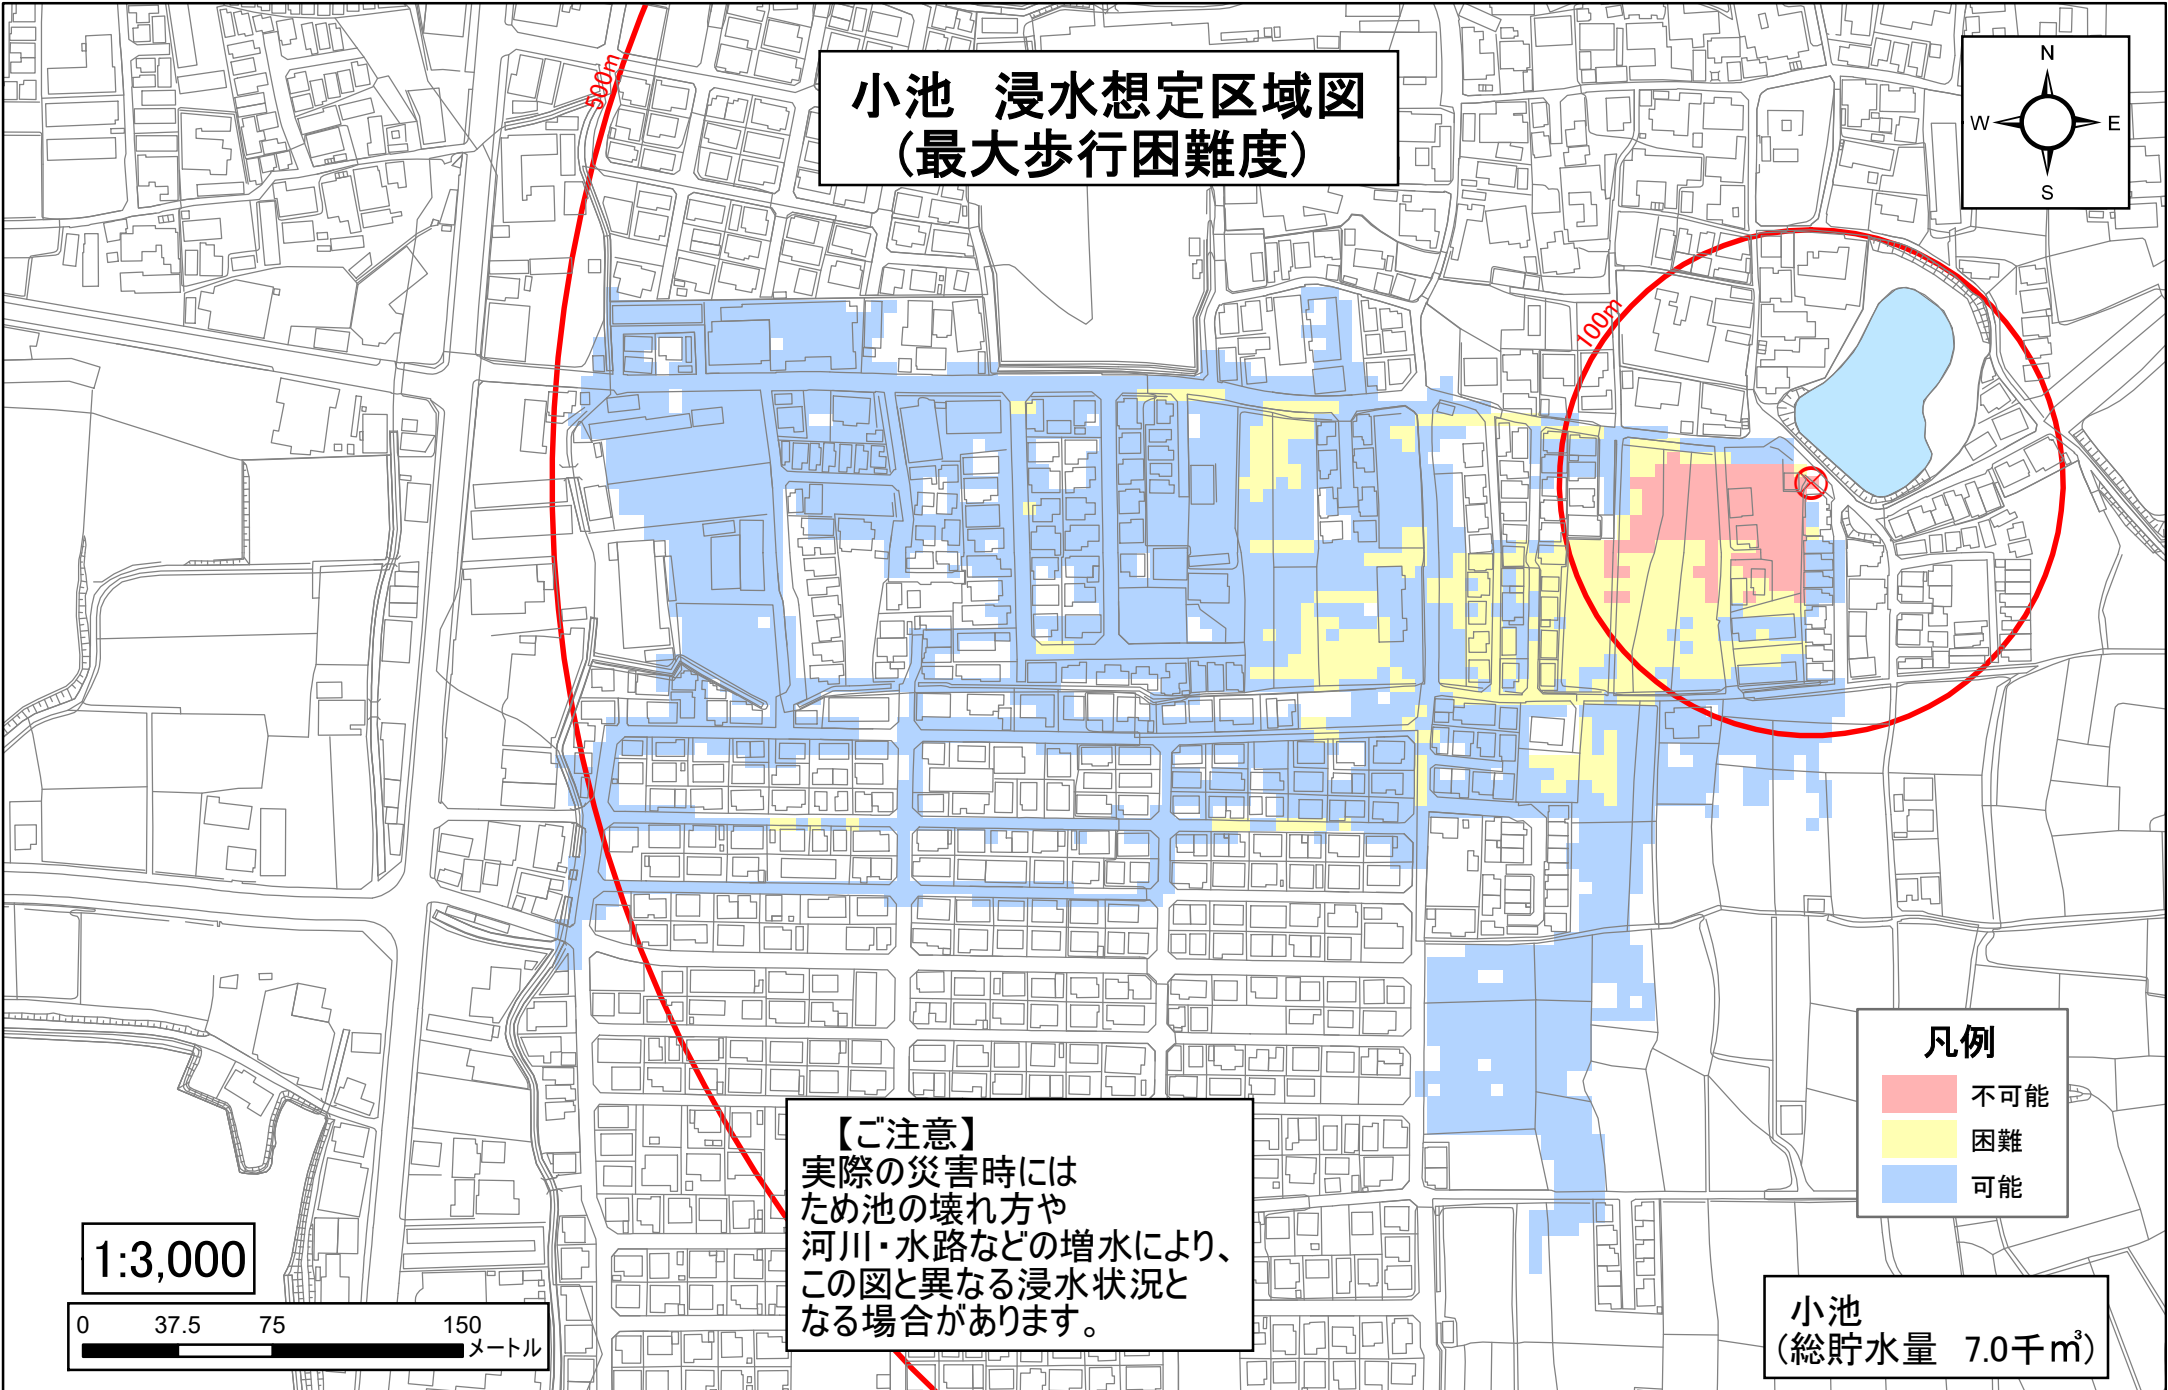 小池 浸水想定区域図
(最大歩行困難度)
N
W
E
S
500m
100m
凡例
不可能
困難
可能
【ご注意】
実際の災害時には
ため池の壊れ方や
河川・水路などの増水により、
この図と異なる浸水状況と
なる場合があります。
1:3,000
0 37.5 75 150
メートル
小池
(総貯水量 7.0千㎥)